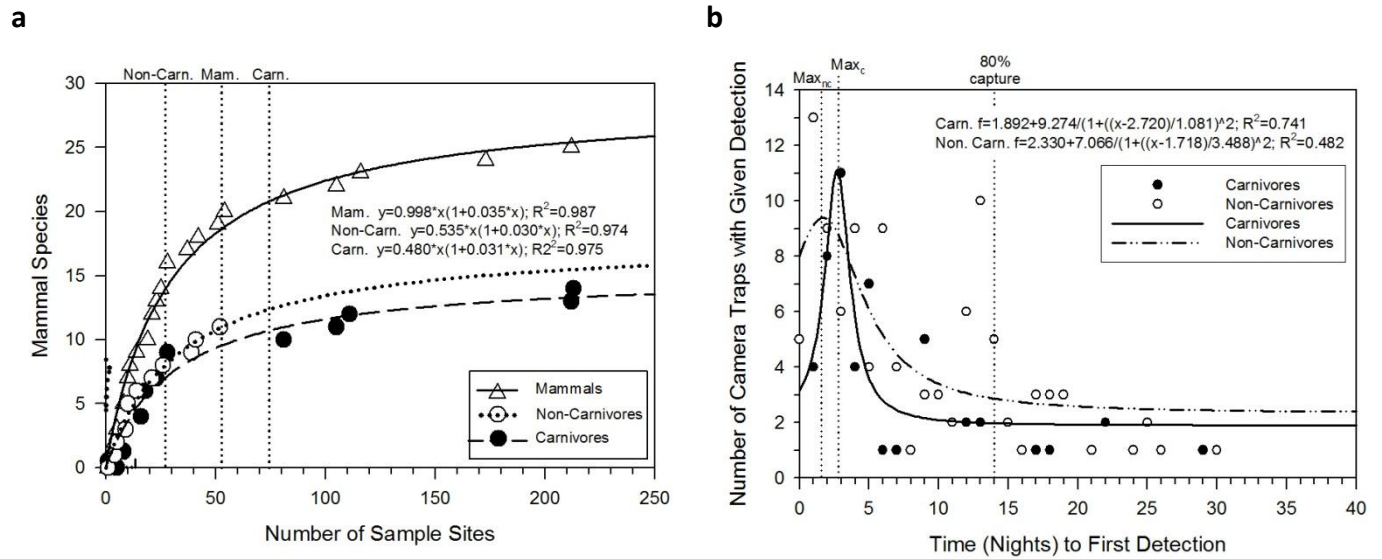 a
Non-Carn. Mam. Carn.
30
25
20
15
10
5
0
Mammal Species
Mam. y=0.998*x(1+0.035*x); R²=0.987
Non-Carn. y=0.535*x(1+0.030*x); R²=0.974
Carn. y=0.480*x(1+0.031*x); R2²=0.975
Mammals
Non-Carnivores
Carnivores
0 50 100 150 200 250
Number of Sample Sites
b
Max_nc
Max_c
80%
capture
14
12
10
8
6
4
2
0
Number of Camera Traps with Given Detection
Carn. f=1.892+9.274/(1+((x-2.720)/1.081)^2; R²=0.741
Non. Carn. f=2.330+7.066/(1+((x-1.718)/3.488)^2; R²=0.482
Carnivores
Non-Carnivores
Carnivores
Non-Carnivores
0 5 10 15 20 25 30 35 40
Time (Nights) to First Detection